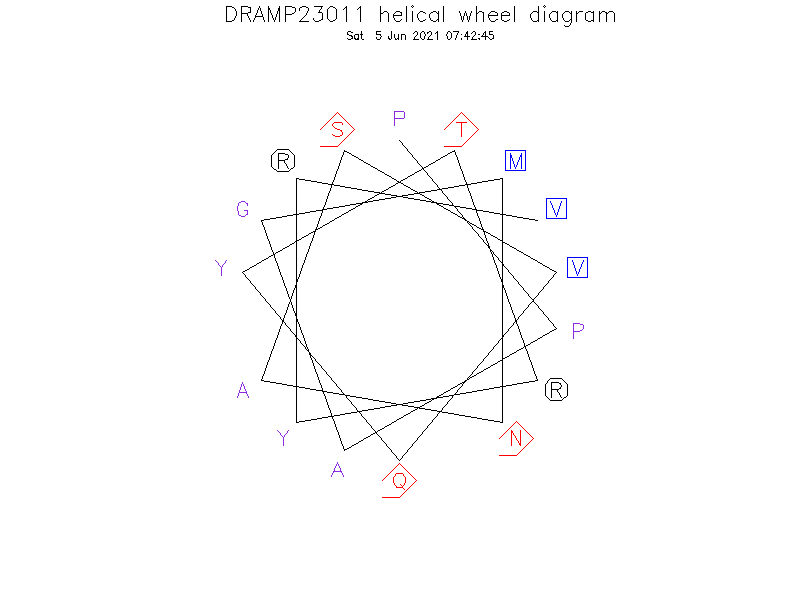 DRAMP23011 helical wheel diagram
Sat 5 Jun 2021 07:42:45
P
S
T
R
M
G
V
Y
V
P
A
R
Y
N
A
Q